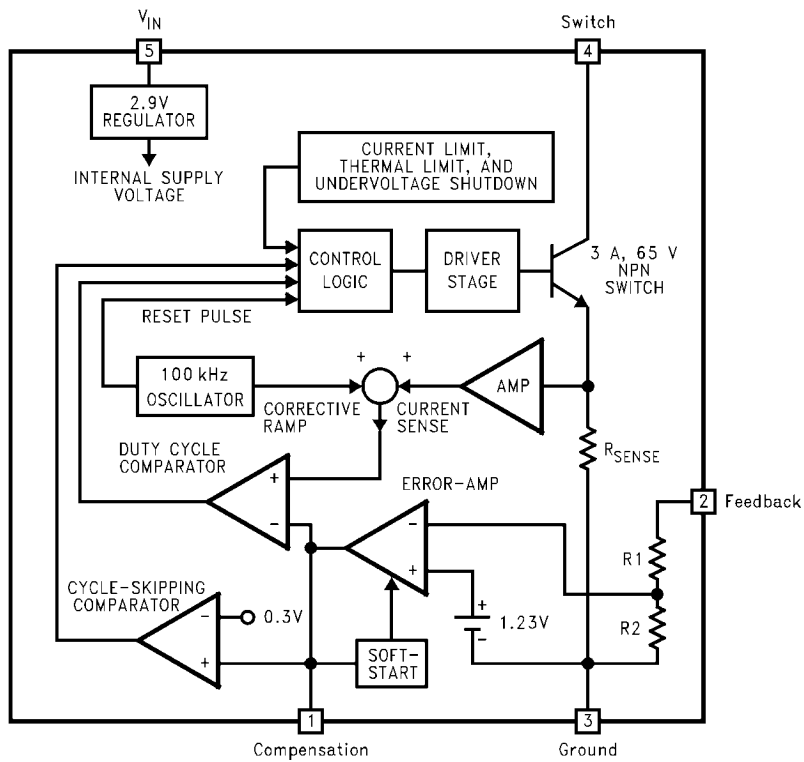 V_IN
Switch
5
4
2.9V
REGULATOR
INTERNAL SUPPLY
VOLTAGE
CURRENT LIMIT,
THERMAL LIMIT, AND
UNDERVOLTAGE SHUTDOWN
CONTROL
LOGIC
DRIVER
STAGE
3 A, 65 V
NPN
SWITCH
RESET PULSE
100 kHz
OSCILLATOR
+
+
AMP
CORRECTIVE
RAMP
CURRENT
SENSE
R_SENSE
DUTY CYCLE
COMPARATOR
+
−
ERROR-AMP
−
+
2
Feedback
R1
R2
CYCLE-SKIPPING
COMPARATOR
−
0.3V
+
SOFT-
START
+
1.23V
−
1
3
Compensation
Ground